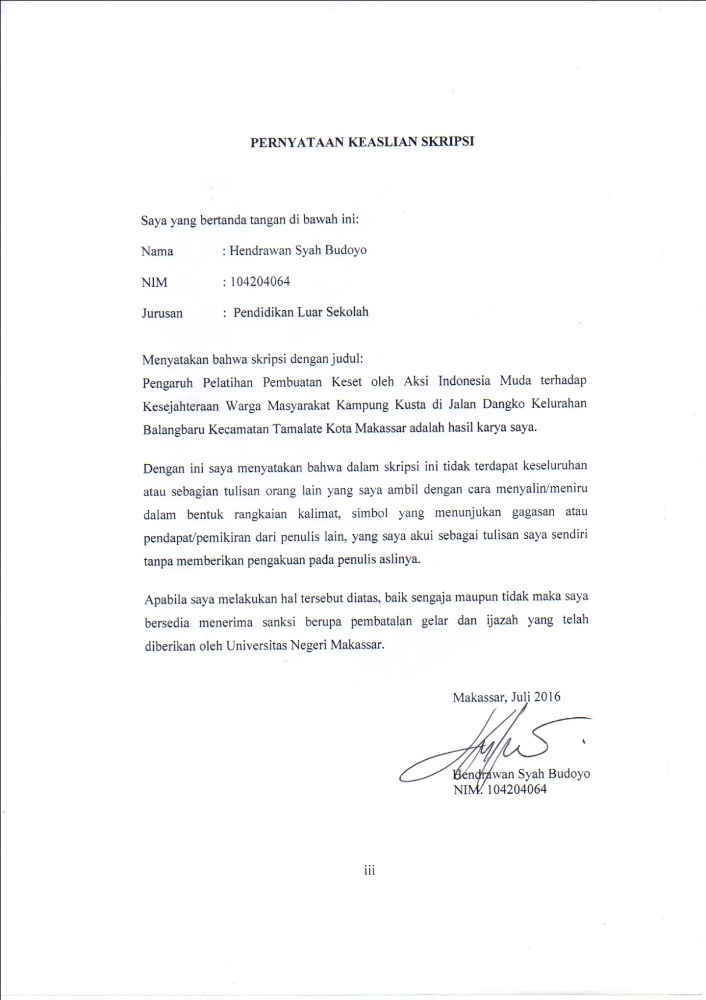 PERNYATAAN KEASLIAN SKRIPSI
Saya yang bertanda tangan di bawah ini:
Nama : Hendrawan Syah Budoyo
NIM : 104204064
Jurusan : Pendidikan Luar Sekolah
Menyatakan bahwa skripsi dengan judul:
Pengaruh Pelatihan Pembuatan Keset oleh Aksi Indonesia Muda terhadap
Kesejahteraan Warga Masyarakat Kampung Kusta di Jalan Dangko Kelurahan
Balangbaru Kecamatan Tamalate Kota Makassar adalah hasil karya saya.
Dengan ini saya menyatakan bahwa dalam skripsi ini tidak terdapat keseluruhan
atau sebagian tulisan orang lain yang saya ambil dengan cara menyalin/meniru
dalam bentuk rangkaian kalimat, simbol yang menunjukan gagasan atau
pendapat/pemikiran dari penulis lain, yang saya akui sebagai tulisan saya sendiri
tanpa memberikan pengakuan pada penulis aslinya.
Apabila saya melakukan hal tersebut diatas, baik sengaja maupun tidak maka saya
bersedia menerima sanksi berupa pembatalan gelar dan ijazah yang telah
diberikan oleh Universitas Negeri Makassar.
Makassar, Juli 2016
Hendrawan Syah Budoyo
NIM. 104204064
iii